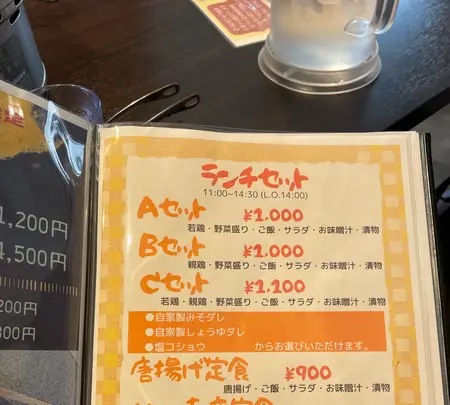 1,200円
4,500円
200円
300円
ランチセット
11:00~14:30 (L.O.14:00)
Aセット ¥1,000
若鶏・野菜盛り・ご飯・サラダ・お味噌汁・漬物
Bセット ¥1,000
親鶏・野菜盛り・ご飯・サラダ・お味噌汁・漬物
Cセット ¥1,200
若鶏・親鶏・野菜盛り・ご飯・サラダ・お味噌汁・漬物
●自家製みそダレ
●自家製しょうゆダレ
●塩コショウ からお選びいただけます。
唐揚げ定食 ¥900
唐揚げ・ご飯・サラダ・お味噌汁・漬物